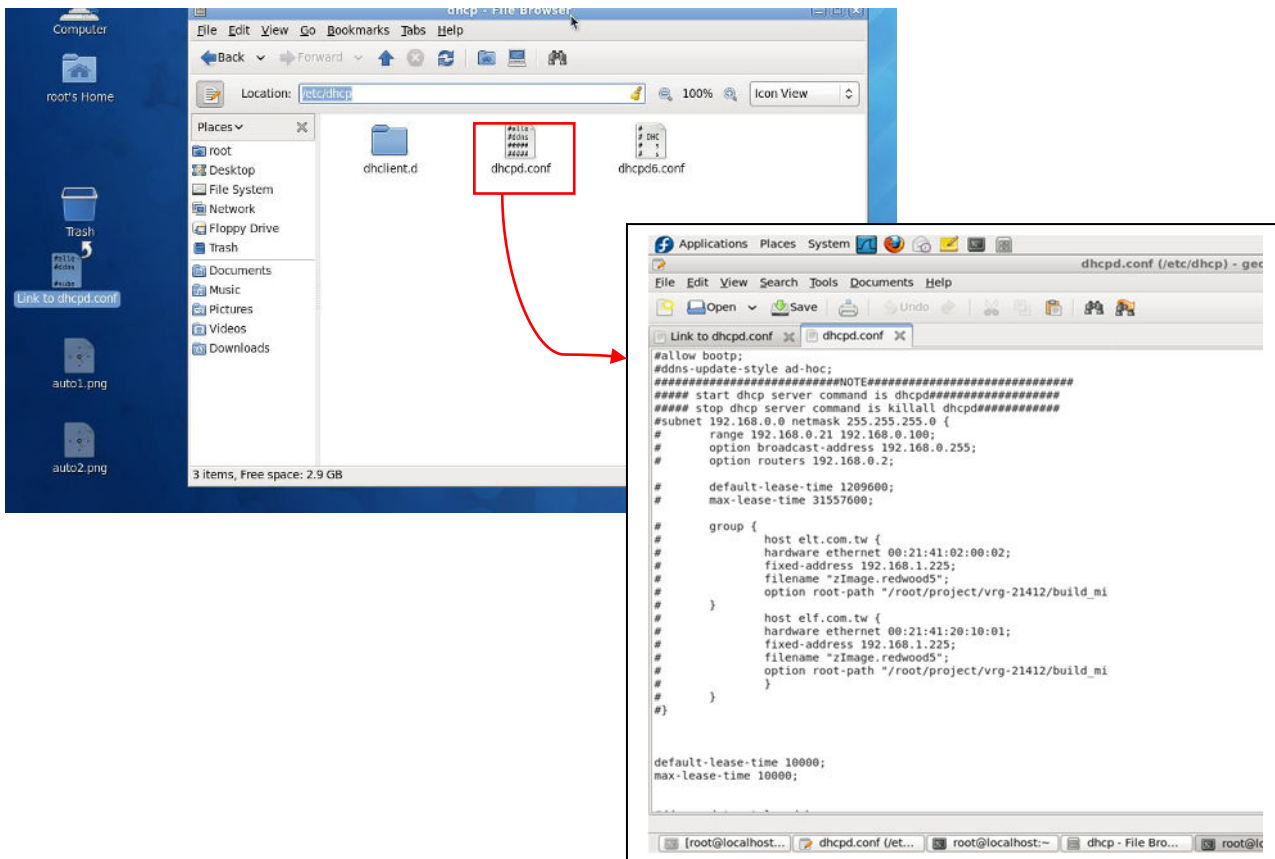 Computer
root's Home
Trash
Link to dhcpd.conf
auto1.png
auto2.png
dhcp - File Browser
File Edit View Go Bookmarks Tabs Help
Back Forward
Location: /etc/dhcp 100% Icon View
Places
root
Desktop
File System
Network
Floppy Drive
Trash
Documents
Music
Pictures
Videos
Downloads
dhclient.d
dhcpd.conf
dhcpd6.conf
3 items, Free space: 2.9 GB
Applications Places System
dhcpd.conf (/etc/dhcp) - gec
File Edit View Search Tools Documents Help
Open Save Undo
Link to dhcpd.conf dhcpd.conf
#allow bootp;
#ddns-update-style ad-hoc;
###########################NOTE##############################
##### start dhcp server command is dhcpd###################
##### stop dhcp server command is killall dhcpd############
#subnet 192.168.0.0 netmask 255.255.255.0 {
# range 192.168.0.21 192.168.0.100;
# option broadcast-address 192.168.0.255;
# option routers 192.168.0.2;
# default-lease-time 1209600;
# max-lease-time 31557600;
# group {
# host elt.com.tw {
# hardware ethernet 00:21:41:02:00:02;
# fixed-address 192.168.1.225;
# filename "zImage.redwood5";
# option root-path "/root/project/vrg-21412/build_mi
# }
# host elf.com.tw {
# hardware ethernet 00:21:41:20:10:01;
# fixed-address 192.168.1.225;
# filename "zImage.redwood5";
# option root-path "/root/project/vrg-21412/build_mi
# }
# }
#}
default-lease-time 10000;
max-lease-time 10000;
[root@localhost... dhcpd.conf (/et... root@localhost:~ dhcp - File Bro... root@lo